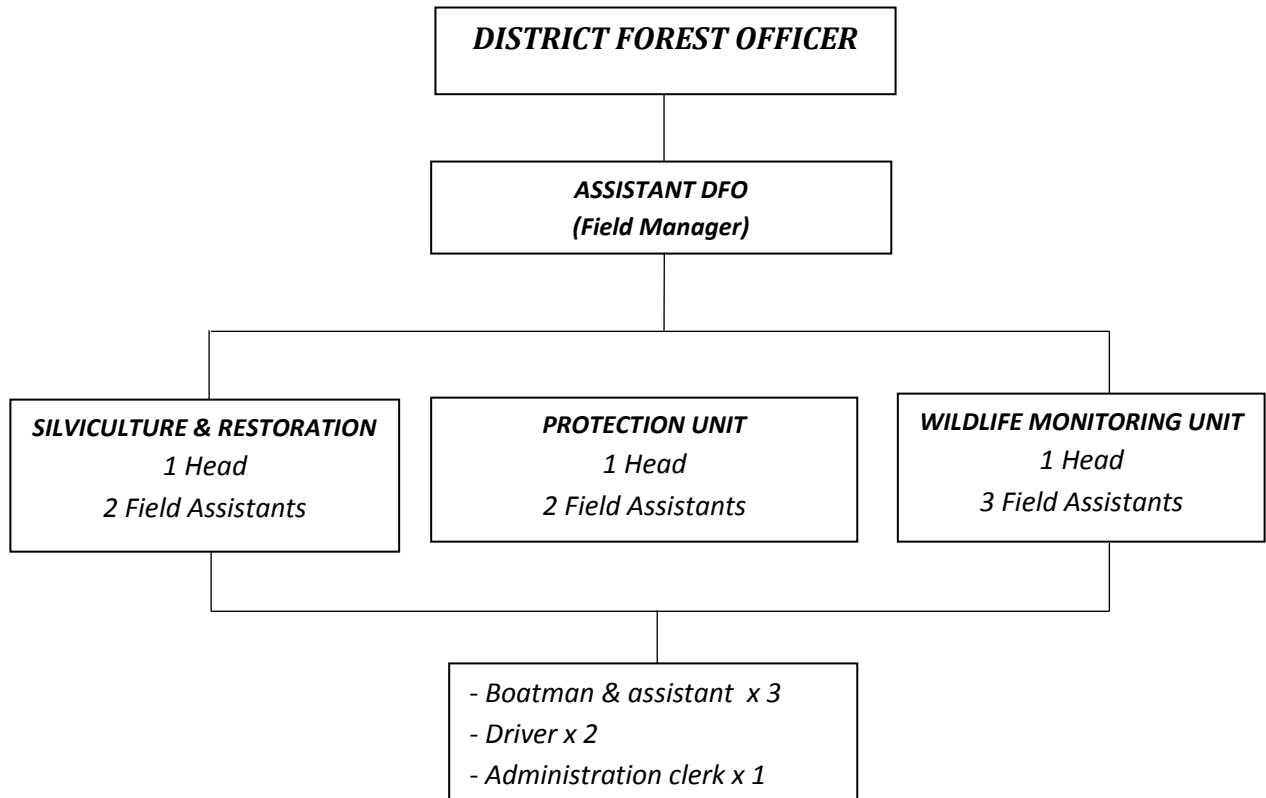 DISTRICT FOREST OFFICER
ASSISTANT DFO
(Field Manager)
SILVICULTURE & RESTORATION
1 Head
2 Field Assistants
PROTECTION UNIT
1 Head
2 Field Assistants
WILDLIFE MONITORING UNIT
1 Head
3 Field Assistants
- Boatman & assistant x 3
- Driver x 2
- Administration clerk x 1